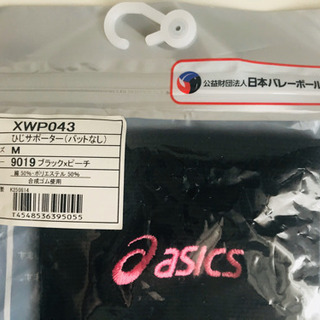 公益財団法人日本バレーボール
XWP043
ひじサポーター(パットなし)
ズ M
9019 ブラック×ピーチ
綿 50%・ポリエステル 50%
合成ゴム使用
T4548536395055
asics